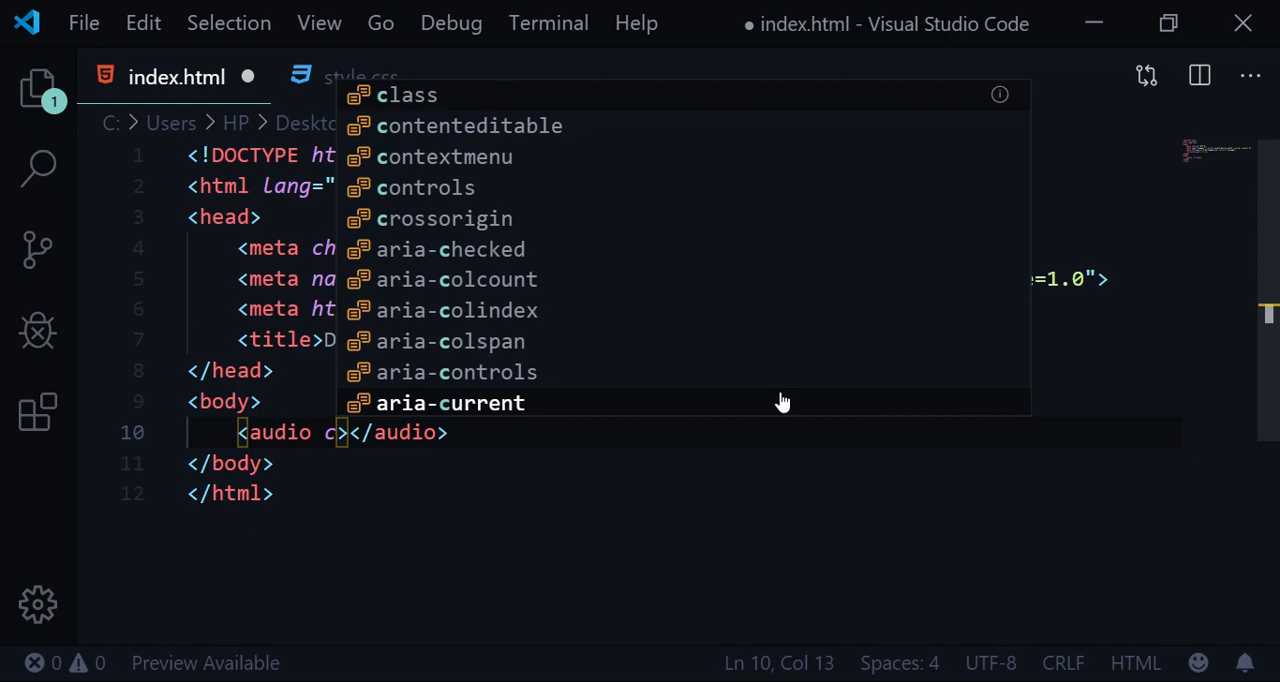 File Edit Selection View Go Debug Terminal Help ● index.html - Visual Studio Code
index.html ● style.css
1
C: > Users > HP > Deskto
1 <!DOCTYPE ht
2 <html lang="
3 <head>
4 <meta ch
5 <meta na =1.0">
6 <meta ht
7 <title>D
8 </head>
9 <body>
10 <audio c></audio>
11 </body>
12 </html>
class
contenteditable
contextmenu
controls
crossorigin
aria-checked
aria-colcount
aria-colindex
aria-colspan
aria-controls
aria-current
0 0 Preview Available Ln 10, Col 13 Spaces: 4 UTF-8 CRLF HTML